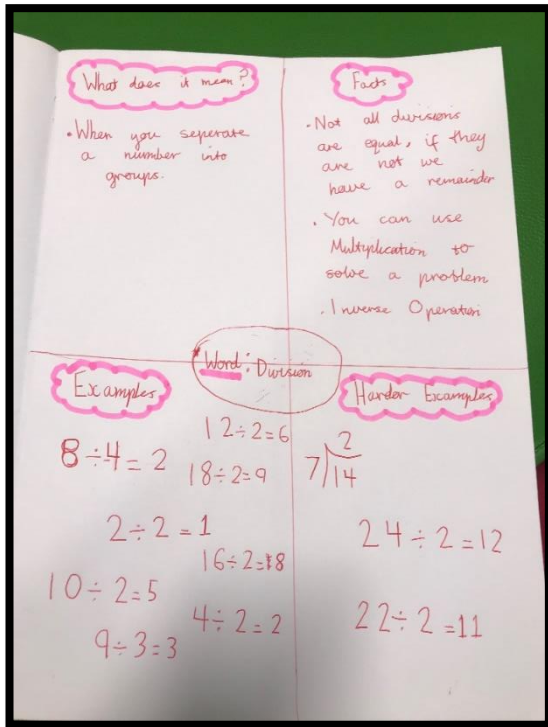 What does it mean?
• When you seperate
a number into
groups.
Facts
• Not all divisions
are equal, if they
are not we
have a remainder
• You can use
Multiplication to
solve a problem
. Inverse Operation
* Word: Division
Examples
8÷4=2
12÷2=6
18÷2=9
2÷2=1
16÷2=8
10÷2=5
4÷2=2
9÷3=3
Harder Examples
2
7)14
24÷2=12
22÷2=11